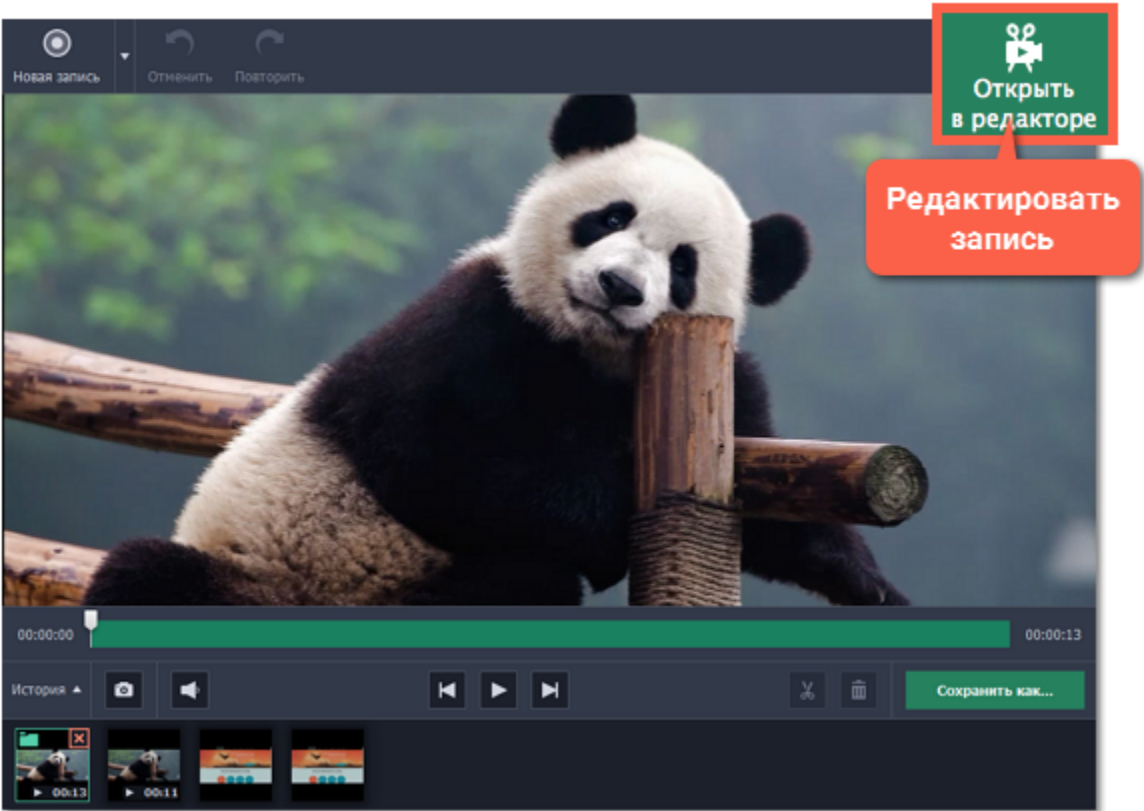 Новая запись
Отменить
Повторить
Открыть
в редакторе
Редактировать
запись
00:00:00
00:00:13
История
Сохранить как...
00:13
00:11